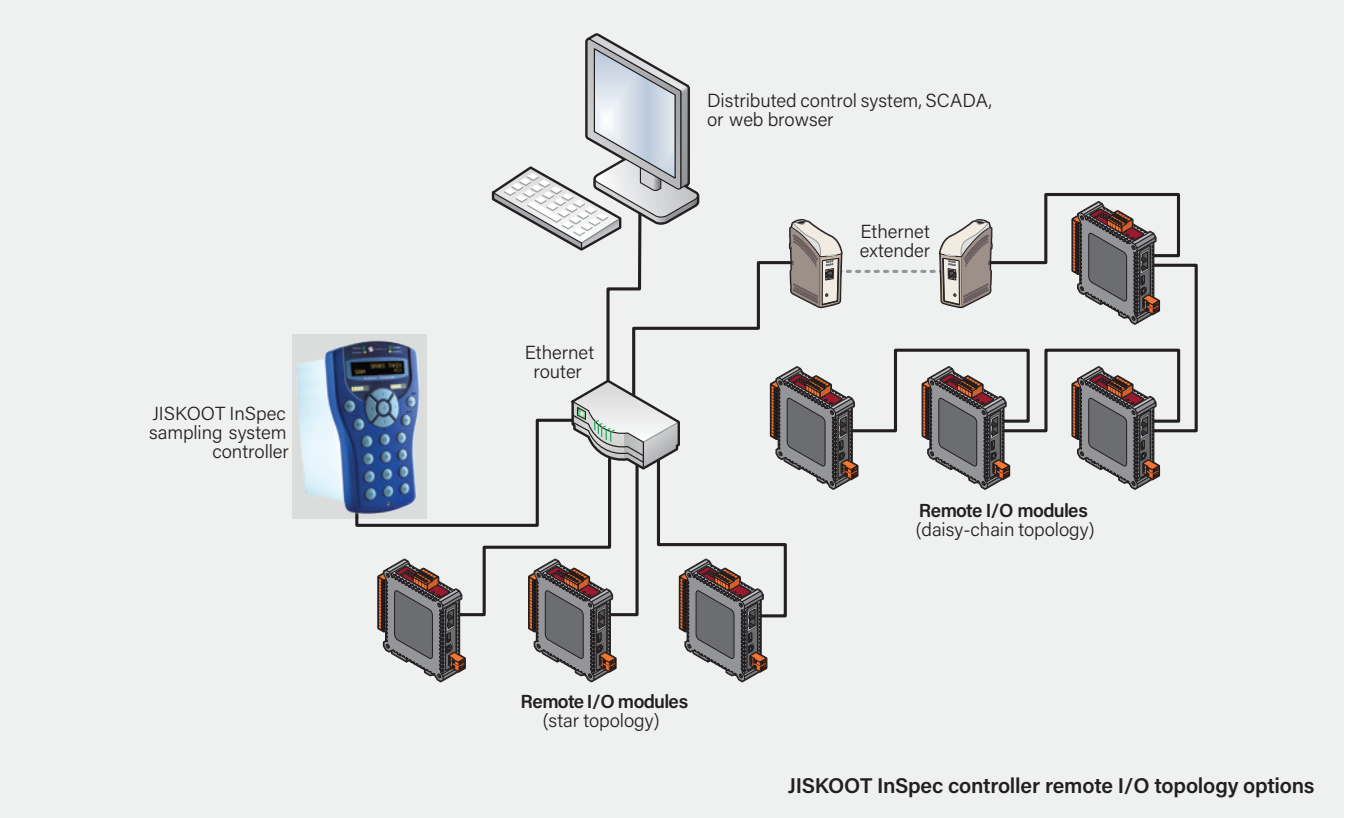 Distributed control system, SCADA,
or web browser
Ethernet
extender
Ethernet
router
JISKOOT InSpec
sampling system
controller
Remote I/O modules
(daisy-chain topology)
Remote I/O modules
(star topology)
JISKOOT InSpec controller remote I/O topology options